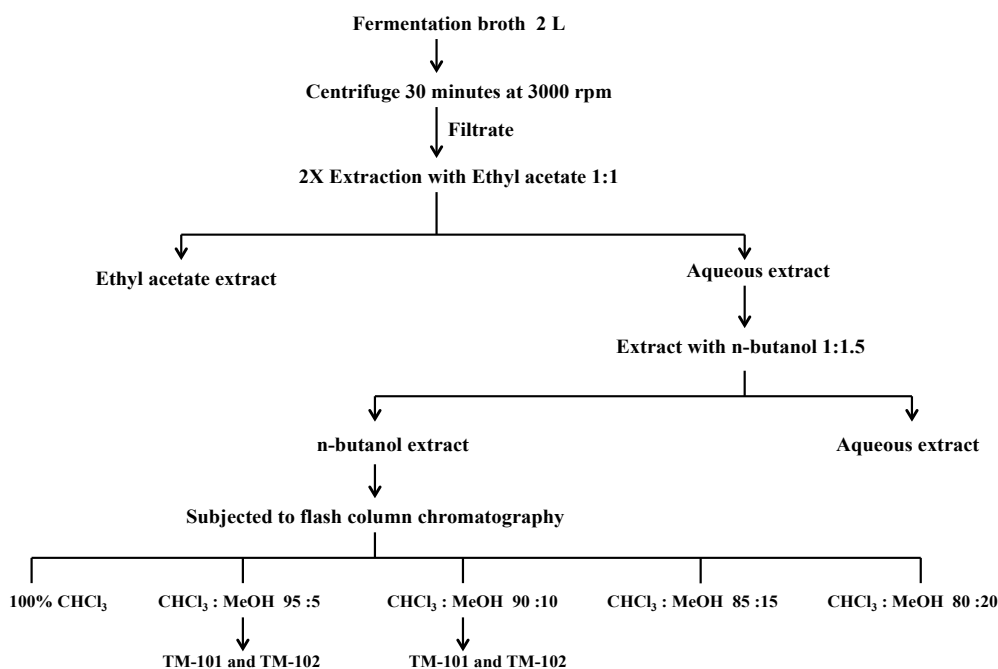 Fermentation broth 2 L
Centrifuge 30 minutes at 3000 rpm
Filtrate
2X Extraction with Ethyl acetate 1:1
Ethyl acetate extract
Aqueous extract
Extract with n-butanol 1:1.5
n-butanol extract
Aqueous extract
Subjected to flash column chromatography
100% CHCl₃
CHCl₃ : MeOH 95 :5
CHCl₃ : MeOH 90 :10
CHCl₃ : MeOH 85 :15
CHCl₃ : MeOH 80 :20
TM-101 and TM-102
TM-101 and TM-102